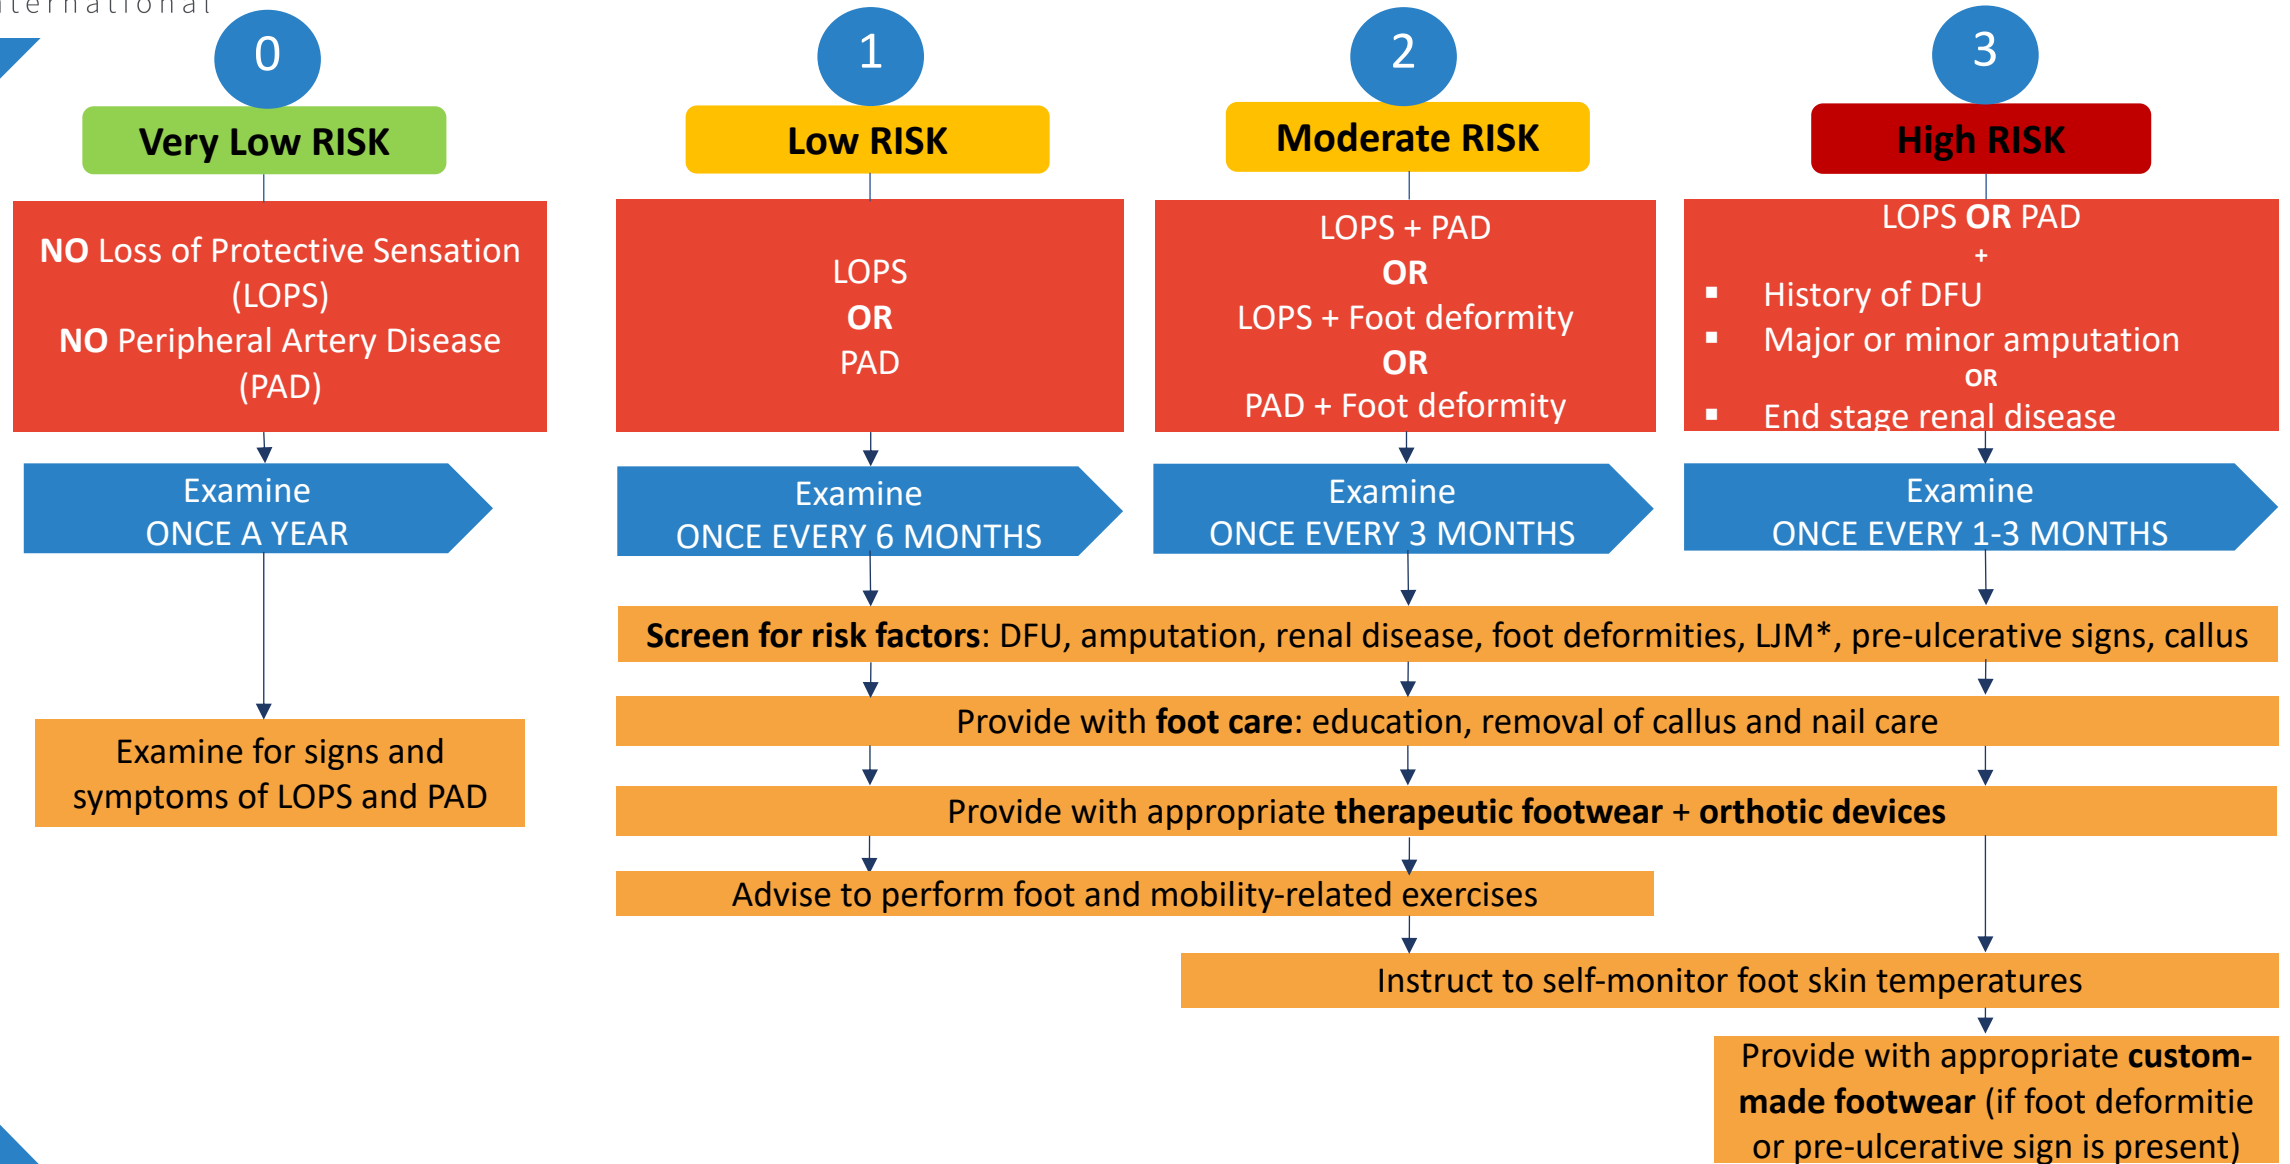 0
Very Low RISK
NO Loss of Protective Sensation
(LOPS)
NO Peripheral Artery Disease
(PAD)
Examine
ONCE A YEAR
Examine for signs and
symptoms of LOPS and PAD
1
Low RISK
LOPS
OR
PAD
Examine
ONCE EVERY 6 MONTHS
2
Moderate RISK
LOPS + PAD
OR
LOPS + Foot deformity
OR
PAD + Foot deformity
Examine
ONCE EVERY 3 MONTHS
3
High RISK
LOPS OR PAD
+
▪ History of DFU
▪ Major or minor amputation
OR
▪ End stage renal disease
Examine
ONCE EVERY 1-3 MONTHS
Screen for risk factors: DFU, amputation, renal disease, foot deformities, LJM*, pre-ulcerative signs, callus
Provide with foot care: education, removal of callus and nail care
Provide with appropriate therapeutic footwear + orthotic devices
Advise to perform foot and mobility-related exercises
Instruct to self-monitor foot skin temperatures
Provide with appropriate custom-
made footwear (if foot deformitie
or pre-ulcerative sign is present)